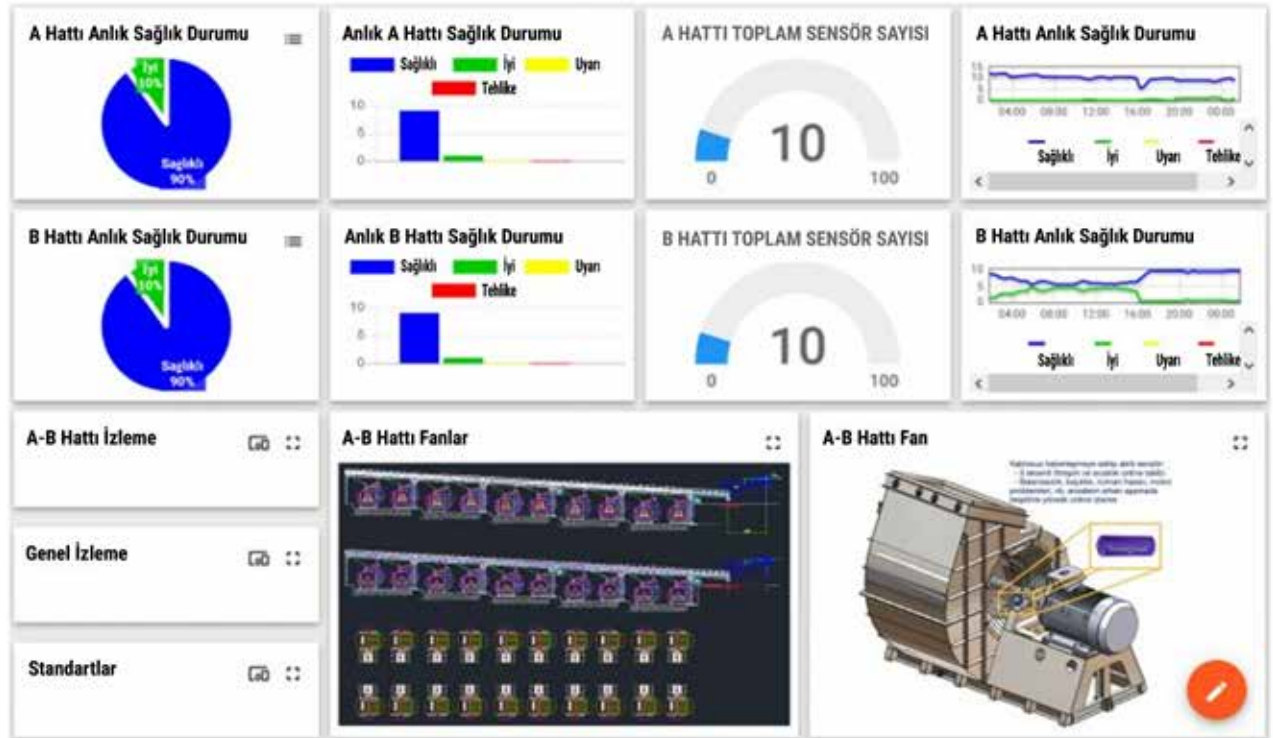 A Hattı Anlık Sağlık Durumu
İyi
10%
Sağlıklı
90%
Anlık A Hattı Sağlık Durumu
Sağlıklı İyi Uyarı
Tehlike
10
5
0
A HATTI TOPLAM SENSÖR SAYISI
10
0 100
A Hattı Anlık Sağlık Durumu
15
10
5
0
04:00 08:00 12:00 16:00 20:00 00:00
Sağlıklı İyi Uyarı Tehlike
B Hattı Anlık Sağlık Durumu
İyi
10%
Sağlıklı
90%
Anlık B Hattı Sağlık Durumu
Sağlıklı İyi Uyarı
Tehlike
10
5
0
B HATTI TOPLAM SENSÖR SAYISI
10
0 100
B Hattı Anlık Sağlık Durumu
10
5
0
04:00 08:00 12:00 16:00 20:00 00:00
Sağlıklı İyi Uyarı Tehlike
A-B Hattı İzleme
Genel İzleme
Standartlar
A-B Hattı Fanlar
A-B Hattı Fan